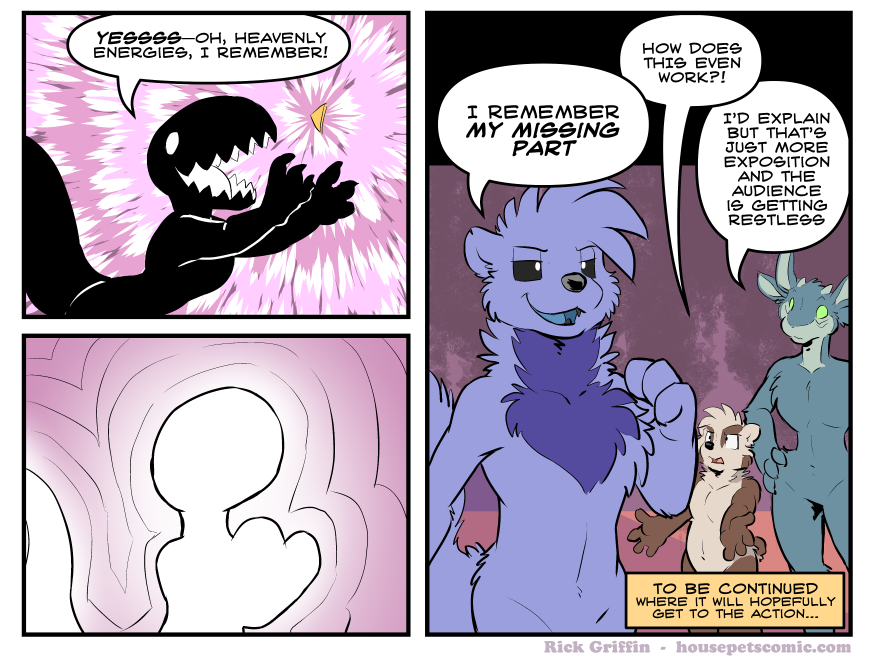 YESSSS—OH, HEAVENLY
ENERGIES, I REMEMBER!
I REMEMBER
MY MISSING
PART
HOW DOES
THIS EVEN
WORK?!
I'D EXPLAIN
BUT THAT'S
JUST MORE
EXPOSITION
AND THE
AUDIENCE
IS GETTING
RESTLESS
TO BE CONTINUED
WHERE IT WILL HOPEFULLY
GET TO THE ACTION...
Rick Griffin - housepetscomic.com